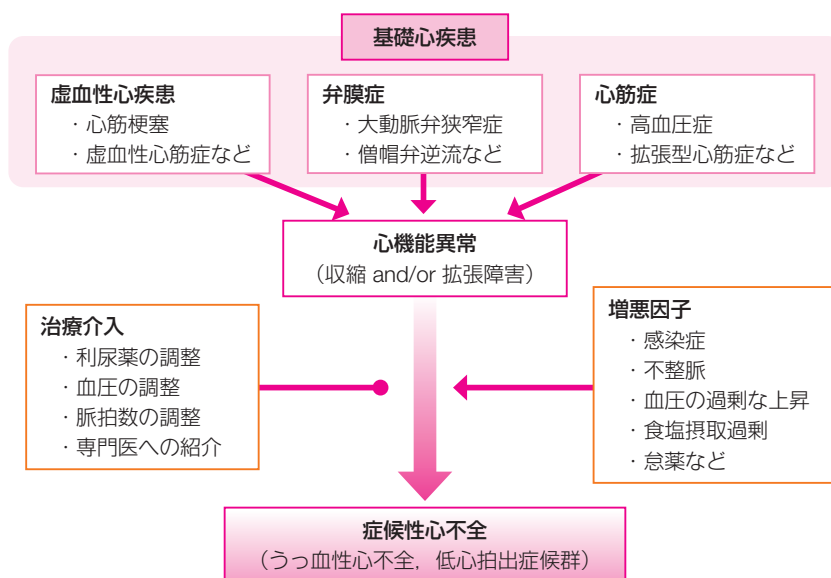 基礎心疾患
虚血性心疾患
・心筋梗塞
・虚血性心筋症など
弁膜症
・大動脈弁狭窄症
・僧帽弁逆流など
心筋症
・高血圧症
・拡張型心筋症など
心機能異常
（収縮 and/or 拡張障害）
治療介入
・利尿薬の調整
・血圧の調整
・脈拍数の調整
・専門医への紹介
増悪因子
・感染症
・不整脈
・血圧の過剰な上昇
・食塩摂取過剰
・怠薬など
症候性心不全
（うっ血性心不全，低心拍出症候群）